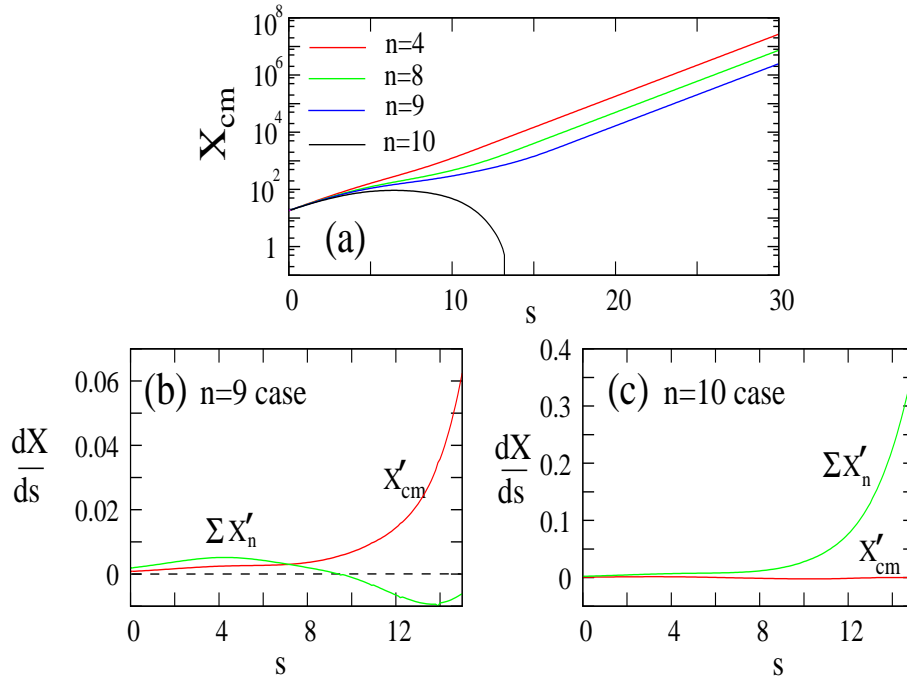 10^8
10^6
10^4
10^2
1
X_cm
n=4
n=8
n=9
n=10
(a)
0 10 20 30
s
0.06
0.04
0.02
0
dX
ds
(b) n=9 case
X'_cm
ΣX'_n
0 4 8 12
s
0.4
0.3
0.2
0.1
0
dX
ds
(c) n=10 case
ΣX'_n
X'_cm
0 4 8 12
s